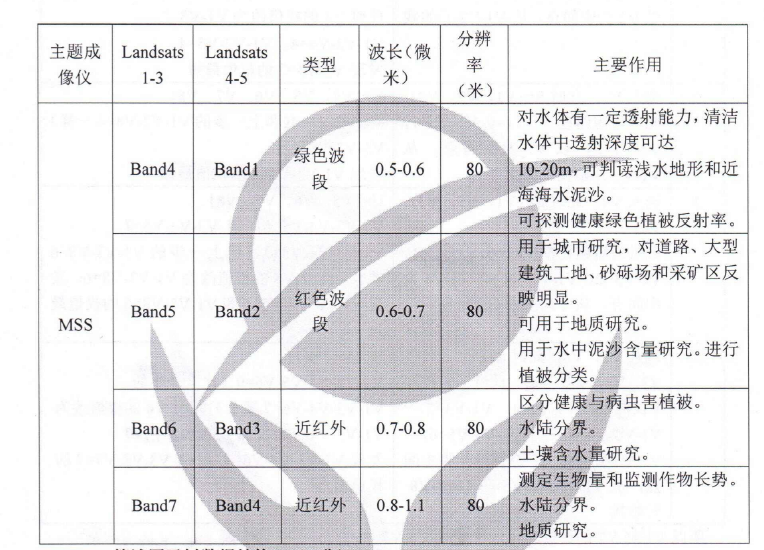 主题成像仪 Landsats 1-3 Landsats 4-5 类型 波长（微米） 分辨率（米） 主要作用
MSS
Band4 Band1 绿色波段 0.5-0.6 80
对水体有一定透射能力，清洁
水体中透射深度可达
10-20m，可判读浅水地形和近
海海水泥沙。
可探测健康绿色植被反射率。
Band5 Band2 红色波段 0.6-0.7 80
用于城市研究，对道路、大型
建筑工地、砂砾场和采矿区反
映明显。
可用于地质研究。
用于水中泥沙含量研究。进行
植被分类。
Band6 Band3 近红外 0.7-0.8 80
区分健康与病虫害植被。
水陆分界。
土壤含水量研究。
Band7 Band4 近红外 0.8-1.1 80
测定生物量和监测作物长势。
水陆分界。
地质研究。